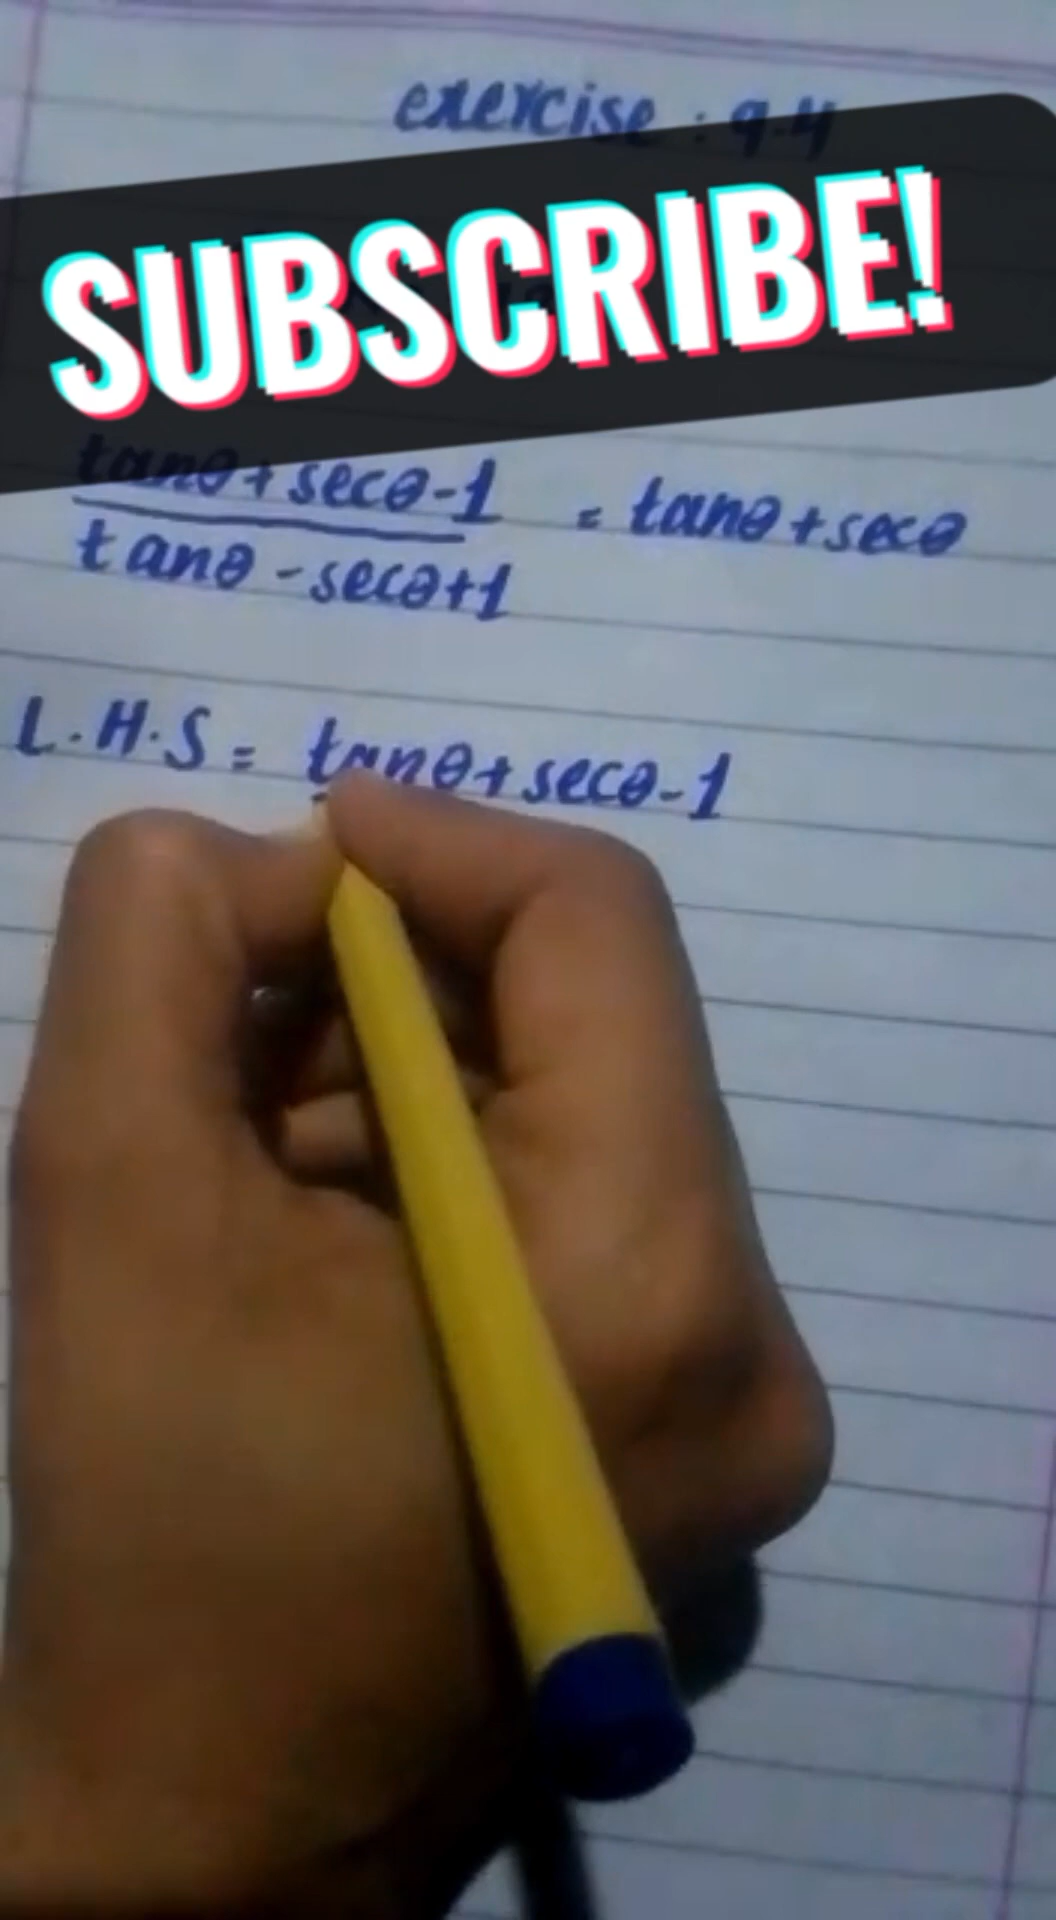 exercise : 9.4
SUBSCRIBE!
tanθ+secθ-1 = tanθ+secθ
tanθ-secθ+1
L.H.S = tanθ+secθ-1